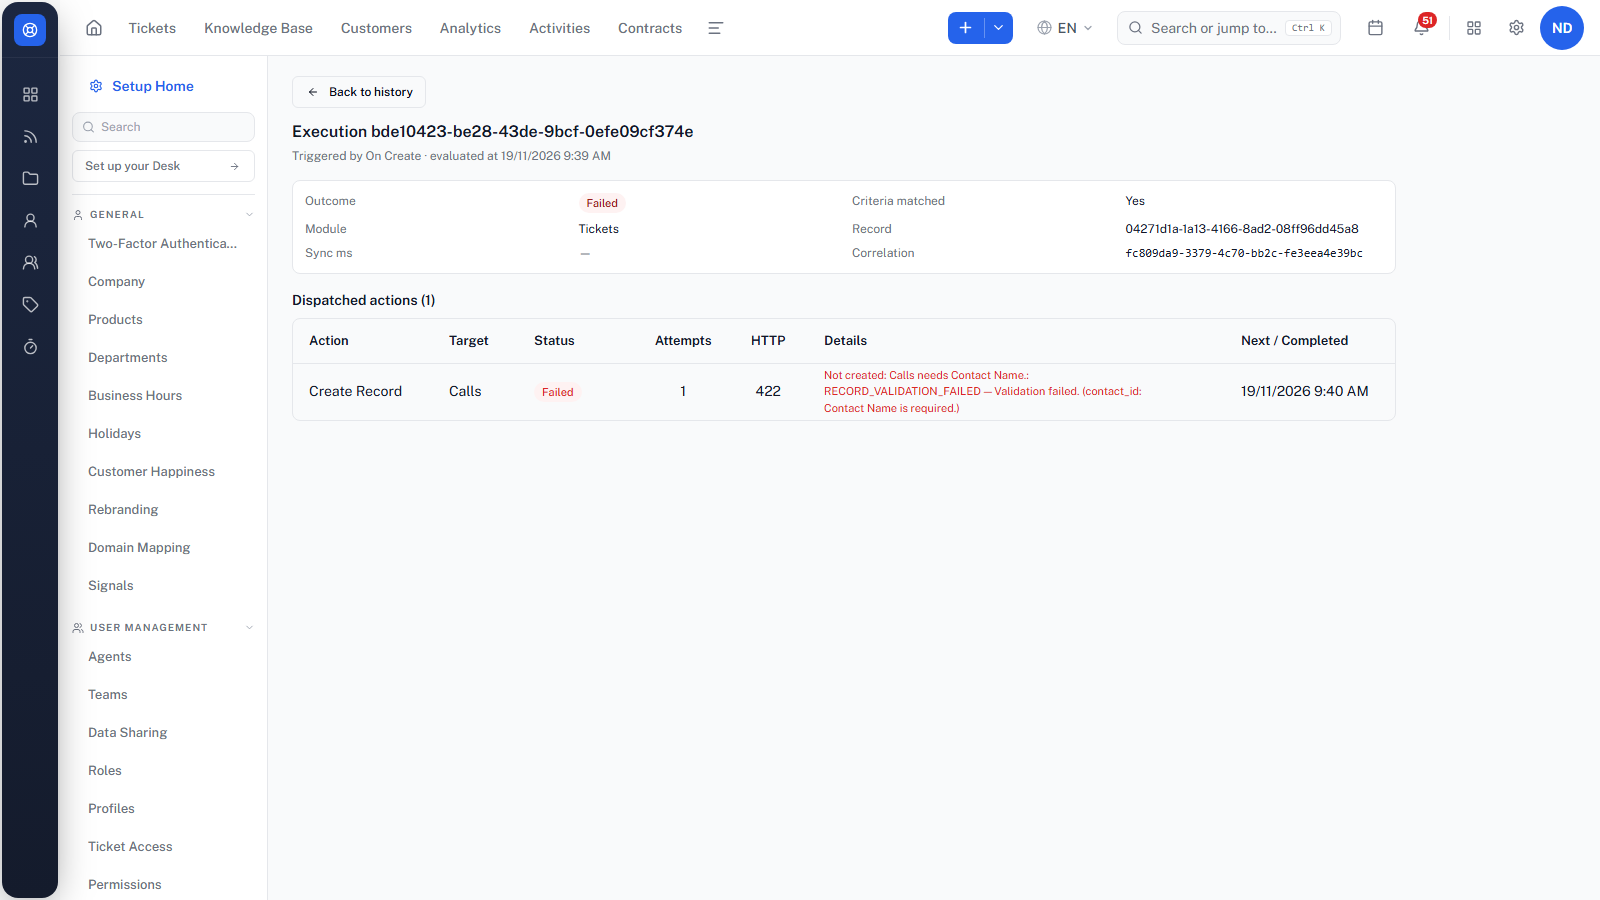 Tickets
Knowledge Base
Customers
Analytics
Activities
Contracts
EN
Search or jump to...
Ctrl K
51
ND
Setup Home
Search
Set up your Desk
GENERAL
Two-Factor Authentica...
Company
Products
Departments
Business Hours
Holidays
Customer Happiness
Rebranding
Domain Mapping
Signals
USER MANAGEMENT
Agents
Teams
Data Sharing
Roles
Profiles
Ticket Access
Permissions
Back to history
Execution bde10423-be28-43de-9bcf-0efe09cf374e
Triggered by On Create · evaluated at 19/11/2026 9:39 AM
Outcome Failed Criteria matched Yes
Module Tickets Record 04271d1a-1a13-4166-8ad2-08ff96dd45a8
Sync ms — Correlation fc809da9-3379-4c70-bb2c-fe3eea4e39bc
Dispatched actions (1)
Action Target Status Attempts HTTP Details Next / Completed
Create Record Calls Failed 1 422
Not created: Calls needs Contact Name.:
RECORD_VALIDATION_FAILED — Validation failed. (contact_id:
Contact Name is required.)
19/11/2026 9:40 AM